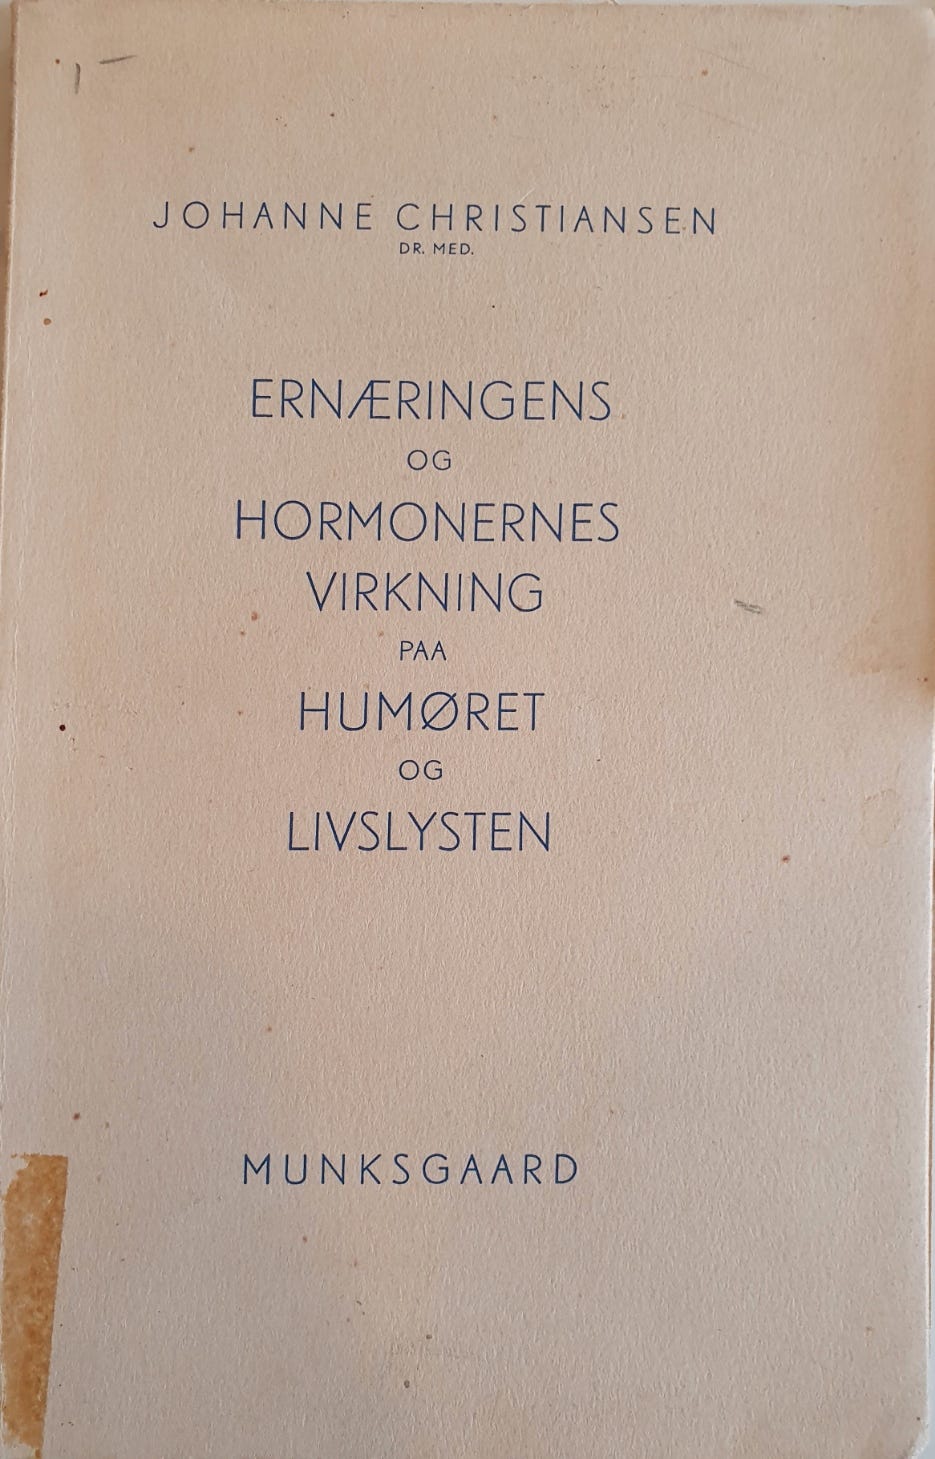 JOHANNE CHRISTIANSEN
DR. MED.
ERNÆRINGENS
OG
HORMONERNES
VIRKNING
PAA
HUMØRET
OG
LIVSLYSTEN
MUNKSGAARD